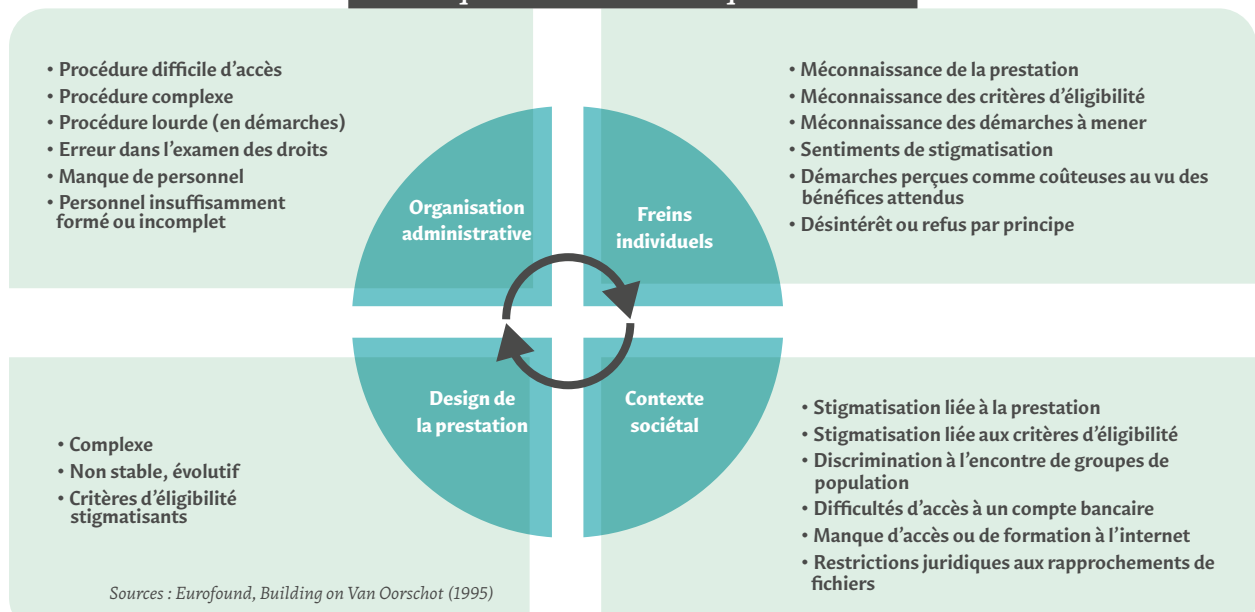 • Procédure difficile d'accès
• Procédure complexe
• Procédure lourde (en démarches)
• Erreur dans l'examen des droits
• Manque de personnel
• Personnel insuffisamment
formé ou incomplet
Organisation
administrative
Freins
individuels
• Méconnaissance de la prestation
• Méconnaissance des critères d'éligibilité
• Méconnaissance des démarches à mener
• Sentiments de stigmatisation
• Démarches perçues comme coûteuses au vu des
bénéfices attendus
• Désintérêt ou refus par principe
• Complexe
• Non stable, évolutif
• Critères d'éligibilité
stigmatisants
Design de
la prestation
Contexte
sociétal
• Stigmatisation liée à la prestation
• Stigmatisation liée aux critères d'éligibilité
• Discrimination à l'encontre de groupes de
population
• Difficultés d'accès à un compte bancaire
• Manque d'accès ou de formation à l'internet
• Restrictions juridiques aux rapprochements de
fichiers
Sources : Eurofound, Building on Van Oorschot (1995)